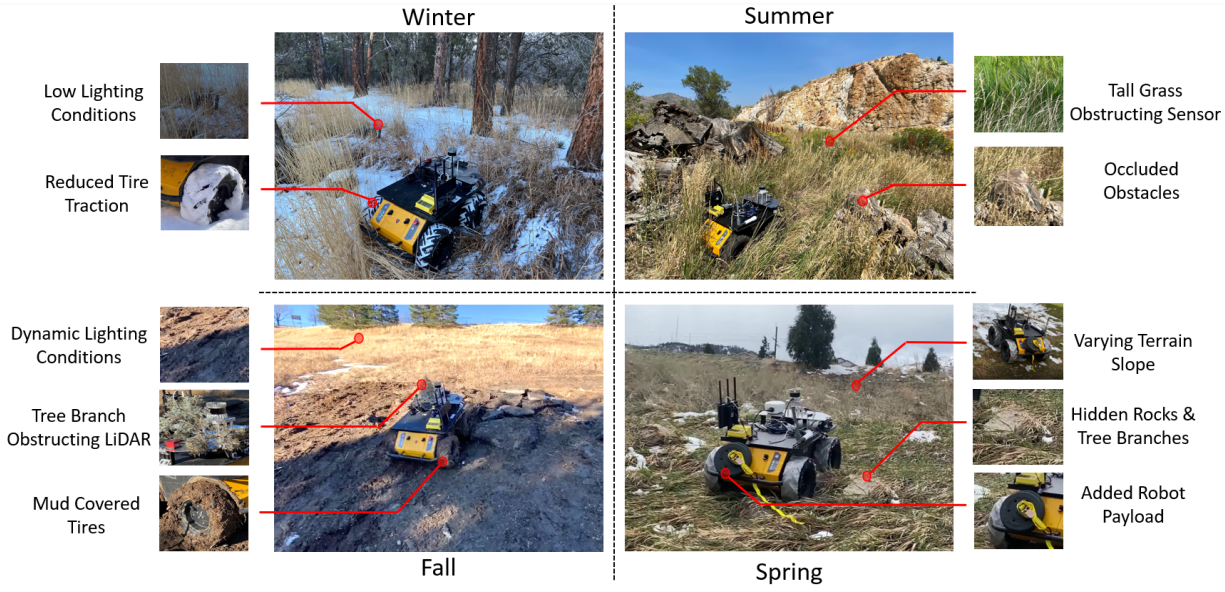 Winter
Low Lighting
Conditions
Reduced Tire
Traction
Summer
Tall Grass
Obstructing Sensor
Occluded
Obstacles
Dynamic Lighting
Conditions
Tree Branch
Obstructing LiDAR
Mud Covered
Tires
Fall
Varying Terrain
Slope
Hidden Rocks &
Tree Branches
Added Robot
Payload
Spring